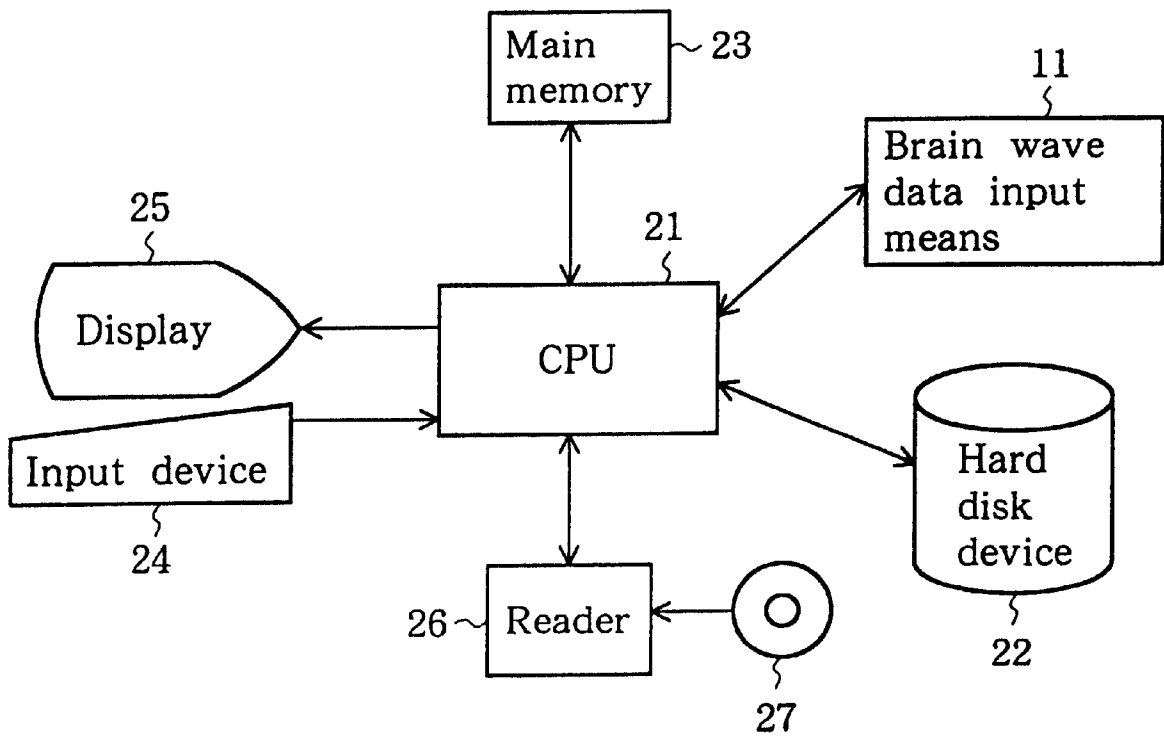 Main
memory
23
11
Brain wave
data input
means
25
21
Display
CPU
Input device
24
Hard
disk
device
26
Reader
22
27